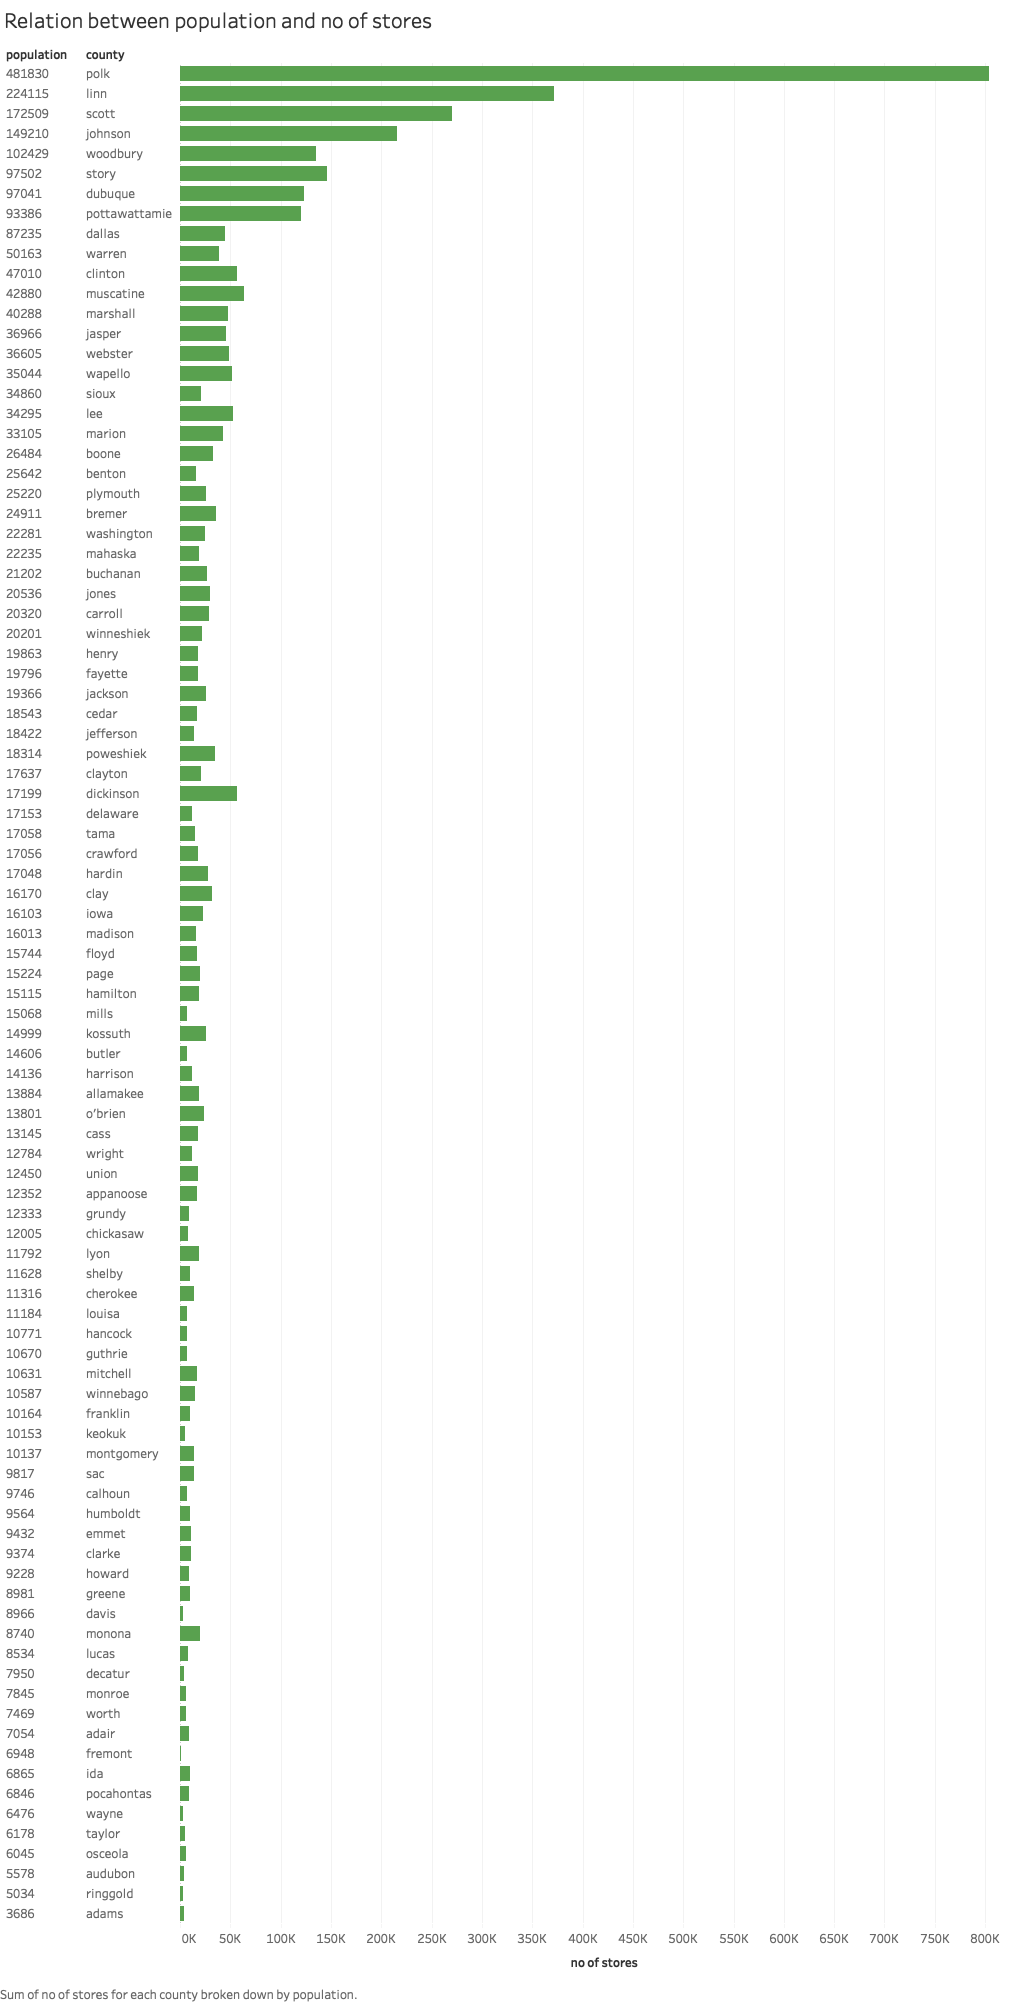 Relation between population and no of stores
population county
481830 polk
224115 linn
172509 scott
149210 johnson
102429 woodbury
97502 story
97041 dubuque
93386 pottawattamie
87235 dallas
50163 warren
47010 clinton
42880 muscatine
40288 marshall
36966 jasper
36605 webster
35044 wapello
34860 sioux
34295 lee
33105 marion
26484 boone
25642 benton
25220 plymouth
24911 bremer
22281 washington
22235 mahaska
21202 buchanan
20536 jones
20320 carroll
20201 winneshiek
19863 henry
19796 fayette
19366 jackson
18543 cedar
18422 jefferson
18314 poweshiek
17637 clayton
17199 dickinson
17153 delaware
17058 tama
17056 crawford
17048 hardin
16170 clay
16103 iowa
16013 madison
15744 floyd
15224 page
15115 hamilton
15068 mills
14999 kossuth
14606 butler
14136 harrison
13884 allamakee
13801 o'brien
13145 cass
12784 wright
12450 union
12352 appanoose
12333 grundy
12005 chickasaw
11792 lyon
11628 shelby
11316 cherokee
11184 louisa
10771 hancock
10670 guthrie
10631 mitchell
10587 winnebago
10164 franklin
10153 keokuk
10137 montgomery
9817 sac
9746 calhoun
9564 humboldt
9432 emmet
9374 clarke
9228 howard
8981 greene
8966 davis
8740 monona
8534 lucas
7950 decatur
7845 monroe
7469 worth
7054 adair
6948 fremont
6865 ida
6846 pocahontas
6476 wayne
6178 taylor
6045 osceola
5578 audubon
5034 ringgold
3686 adams
0K 50K 100K 150K 200K 250K 300K 350K 400K 450K 500K 550K 600K 650K 700K 750K 800K
no of stores
Sum of no of stores for each county broken down by population.